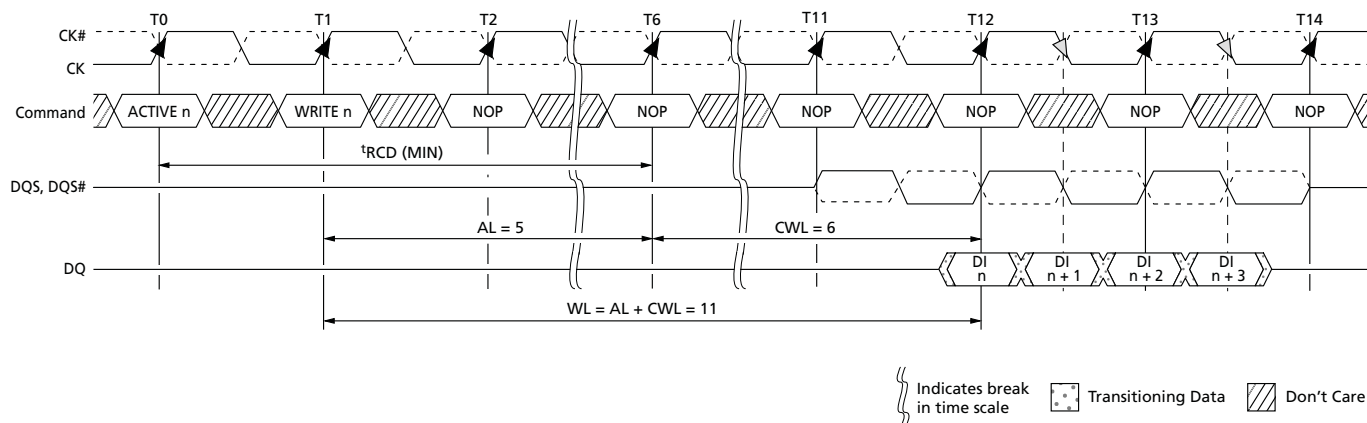 T0 T1 T2 T6 T11 T12 T13 T14
CK#
CK
Command ACTIVE n WRITE n NOP NOP NOP NOP NOP NOP
tRCD (MIN)
DQS, DQS#
AL = 5 CWL = 6
DQ DI n DI n + 1 DI n + 2 DI n + 3
WL = AL + CWL = 11
Indicates break
in time scale
Transitioning Data
Don't Care